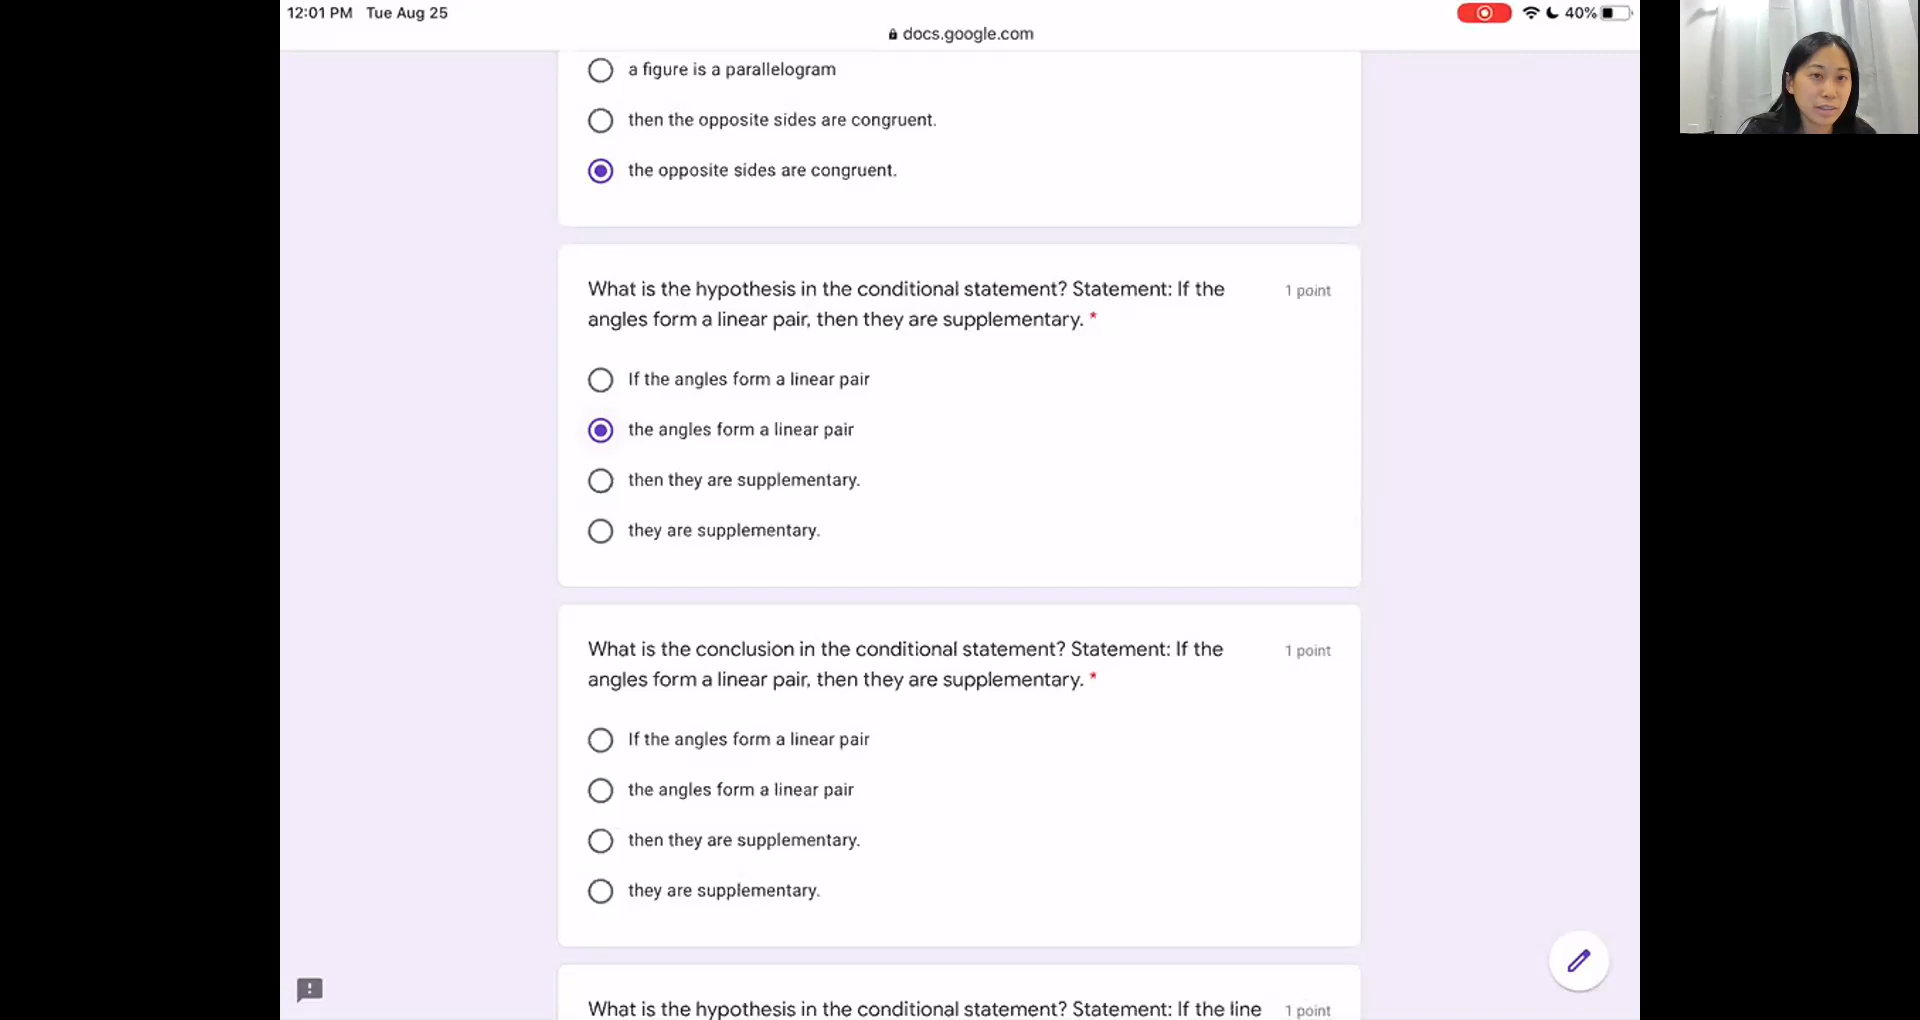 12:01 PM Tue Aug 25
40%
docs.google.com
a figure is a parallelogram
then the opposite sides are congruent.
the opposite sides are congruent.
What is the hypothesis in the conditional statement? Statement: If the
1 point
angles form a linear pair, then they are supplementary. *
If the angles form a linear pair
the angles form a linear pair
then they are supplementary.
they are supplementary.
What is the conclusion in the conditional statement? Statement: If the
1 point
angles form a linear pair, then they are supplementary. *
If the angles form a linear pair
the angles form a linear pair
then they are supplementary.
they are supplementary.
What is the hypothesis in the conditional statement? Statement: If the line
1 point